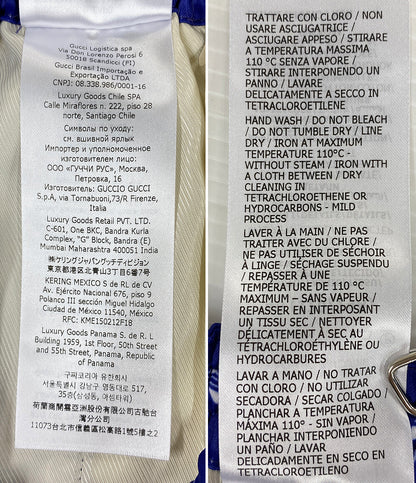 Gucci Logistica spa
Via Don Lorenzo Perosi 6
50018 Scandicci (FI)
Gucci Brasil Importação e
Exportação LTDA
CNPJ: 08.338.986/0001-16
Luxury Goods Chile SPA
Calle Miraflores n. 222, piso 28
norte, Santiago Chile
Символы по уходу:
см. вшивной ярлык
Импортер и уполномоченное
изготовителем лицо:
ООО «ГУЧЧИ РУС», Москва,
Петровка, 16
Изготовитель: GUCCIO GUCCI
S.p.A, via Tornabuoni,73/R Firenze,
Italia
Luxury Goods Retail PVT. LTD.
C-601, One BKC, Bandra Kurla
Complex, "G" Block, Bandra (E)
Mumbai Maharashtra 400051, India
㈱ケリングジャパングッチディビジョン
東京都港区北青山3丁目6番7号
KERING MEXICO S de RL de CV
Av. Ejército Nacional 676, piso 9
Polanco III sección Miguel Hidalgo
Ciudad de México 11540, México
RFC: KME150212F18
Luxury Goods Panama S. de R. L
Building 1959, 1st Floor, 50th Street
and 55th Street, Panama, Republic
of Panama
구찌코리아 유한회사
서울특별시 강남구 영동대로 517,
35층(삼성동, 아셈타워)
荷蘭商開雲亞洲股份有限公司古馳台
灣分公司
11073台北市信義區松高路1號5樓之2
TRATTARE CON CLORO / NON
USARE ASCIUGATRICE /
ASCIUGARE APPESO / STIRARE
A TEMPERATURA MASSIMA
110 °C SENZA VAPORE /
STIRARE INTERPONENDO UN
PANNO / LAVARE
DELICATAMENTE A SECCO IN
TETRACLOROETILENE
HAND WASH / DO NOT BLEACH
/ DO NOT TUMBLE DRY / LINE
DRY / IRON AT MAXIMUM
TEMPERATURE 110°C -
WITHOUT STEAM / IRON WITH
A CLOTH BETWEEN / DRY
CLEANING IN
TETRACHLOROETHENE OR
HYDROCARBONS - MILD
PROCESS
LAVER À LA MAIN / NE PAS
TRAITER AVEC DU CHLORE /
NE PAS UTILISER DE SÉCHOIR
À LINGE / SÉCHAGE SUSPENDU
/ REPASSER À UNE
TEMPÉRATURE DE 110 °C
MAXIMUM – SANS VAPEUR /
REPASSER EN INTERPOSANT
UN TISSU SEC / NETTOYER
DÉLICATEMENT À SEC AU
TÉTRACHLOROÉTHYLÈNE OU
HYDROCARBURES
LAVAR A MANO / NO TRATAR
CON CLORO / NO UTILIZAR
SECADORA / SECAR COLGADO /
PLANCHAR A TEMPERATURA
MÁXIMA 110° - SIN VAPOR /
PLANCHAR INTERPONIENDO
UN PAÑO / LAVAR
DELICADAMENTE EN SECO EN
TETRACLOROETILENO